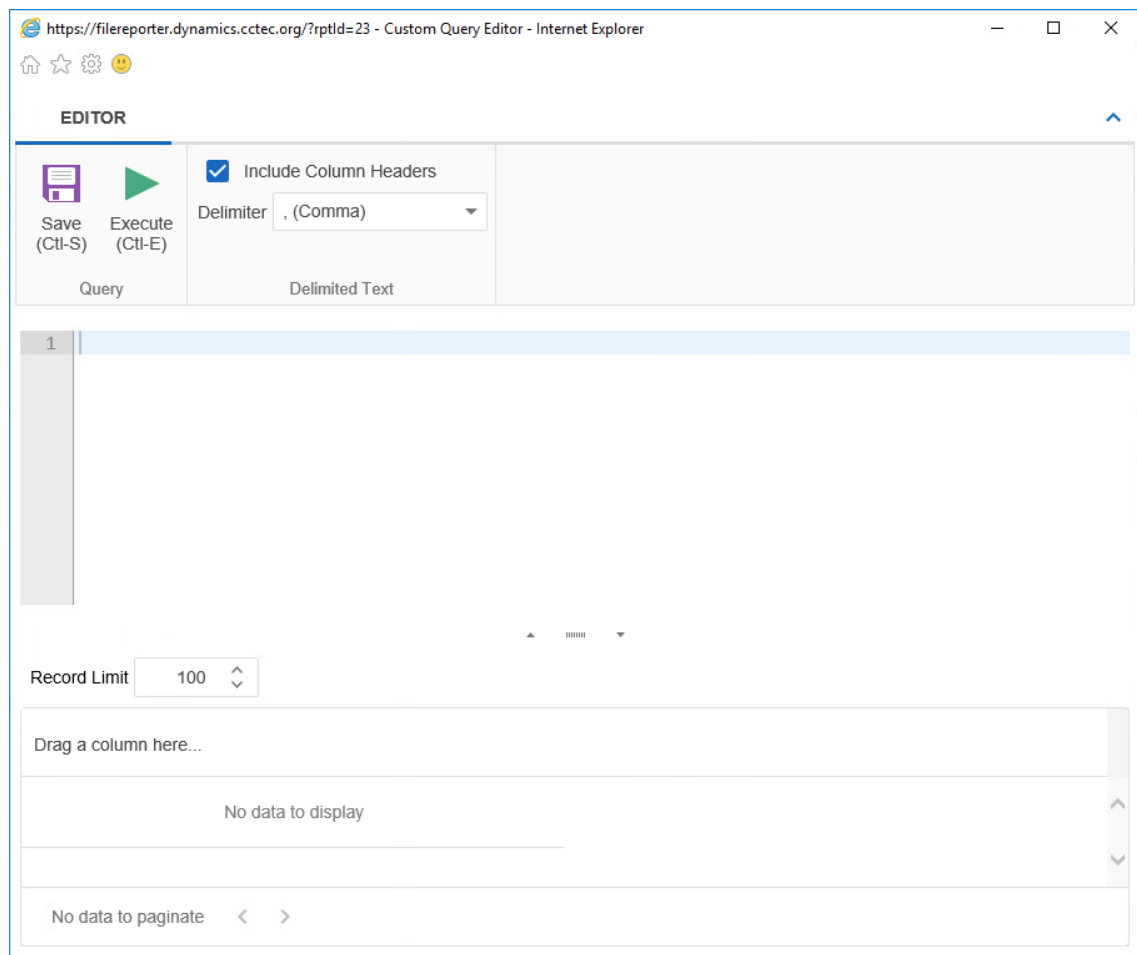 https://filereporter.dynamics.cctec.org/?rptId=23 - Custom Query Editor - Internet Explorer
EDITOR
Save
(Ctl-S)
Execute
(Ctl-E)
Query
Include Column Headers
Delimiter , (Comma)
Delimited Text
1
Record Limit 100
Drag a column here...
No data to display
No data to paginate